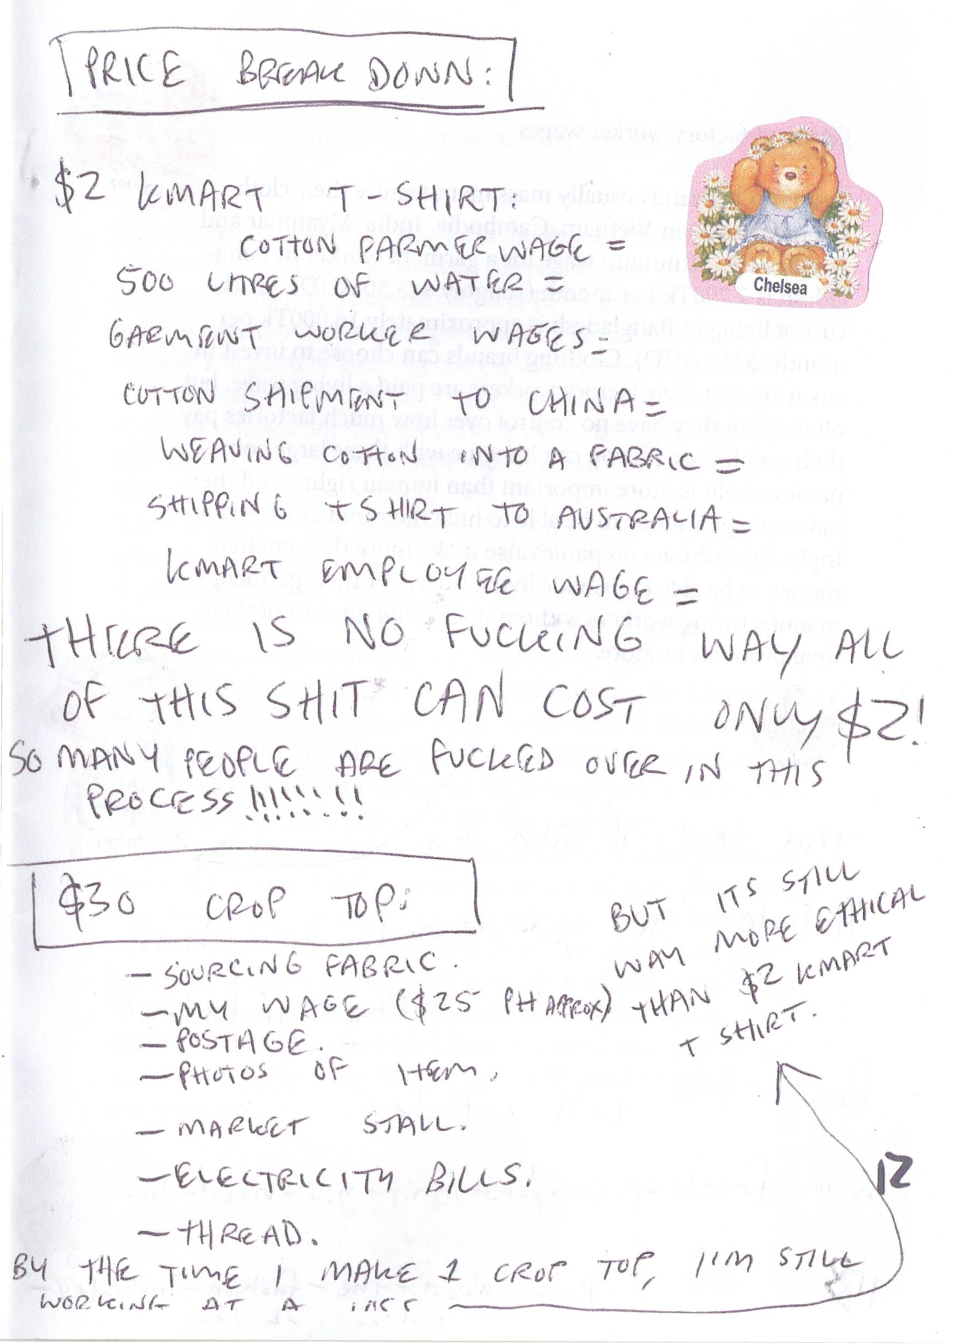 PRICE BREAK DOWN:
$2 KMART T-SHIRT:
COTTON FARMER WAGE =
500 LITRES OF WATER =
GARMENT WORKER WAGES =
COTTON SHIPMENT TO CHINA =
WEAVING COTTON INTO A FABRIC =
SHIPPING T SHIRT TO AUSTRALIA =
KMART EMPLOYEE WAGE =
THERE IS NO FUCKING WAY ALL
OF THIS SHIT CAN COST ONLY $2!
SO MANY PEOPLE ARE FUCKED OVER IN THIS
PROCESS!!!!!!!!
Chelsea
$30 CROP TOP:
- SOURCING FABRIC.
- MY WAGE ($25 PH APPROX)
- POSTAGE.
- PHOTOS OF ITEM.
- MARKET STALL.
- ELECTRICITY BILLS.
- THREAD.
BY THE TIME I MAKE 1 CROP TOP, I'M STILL
WORKING AT A LOSS
BUT ITS STILL
WAY MORE ETHICAL
THAN $2 KMART
T SHIRT.
12